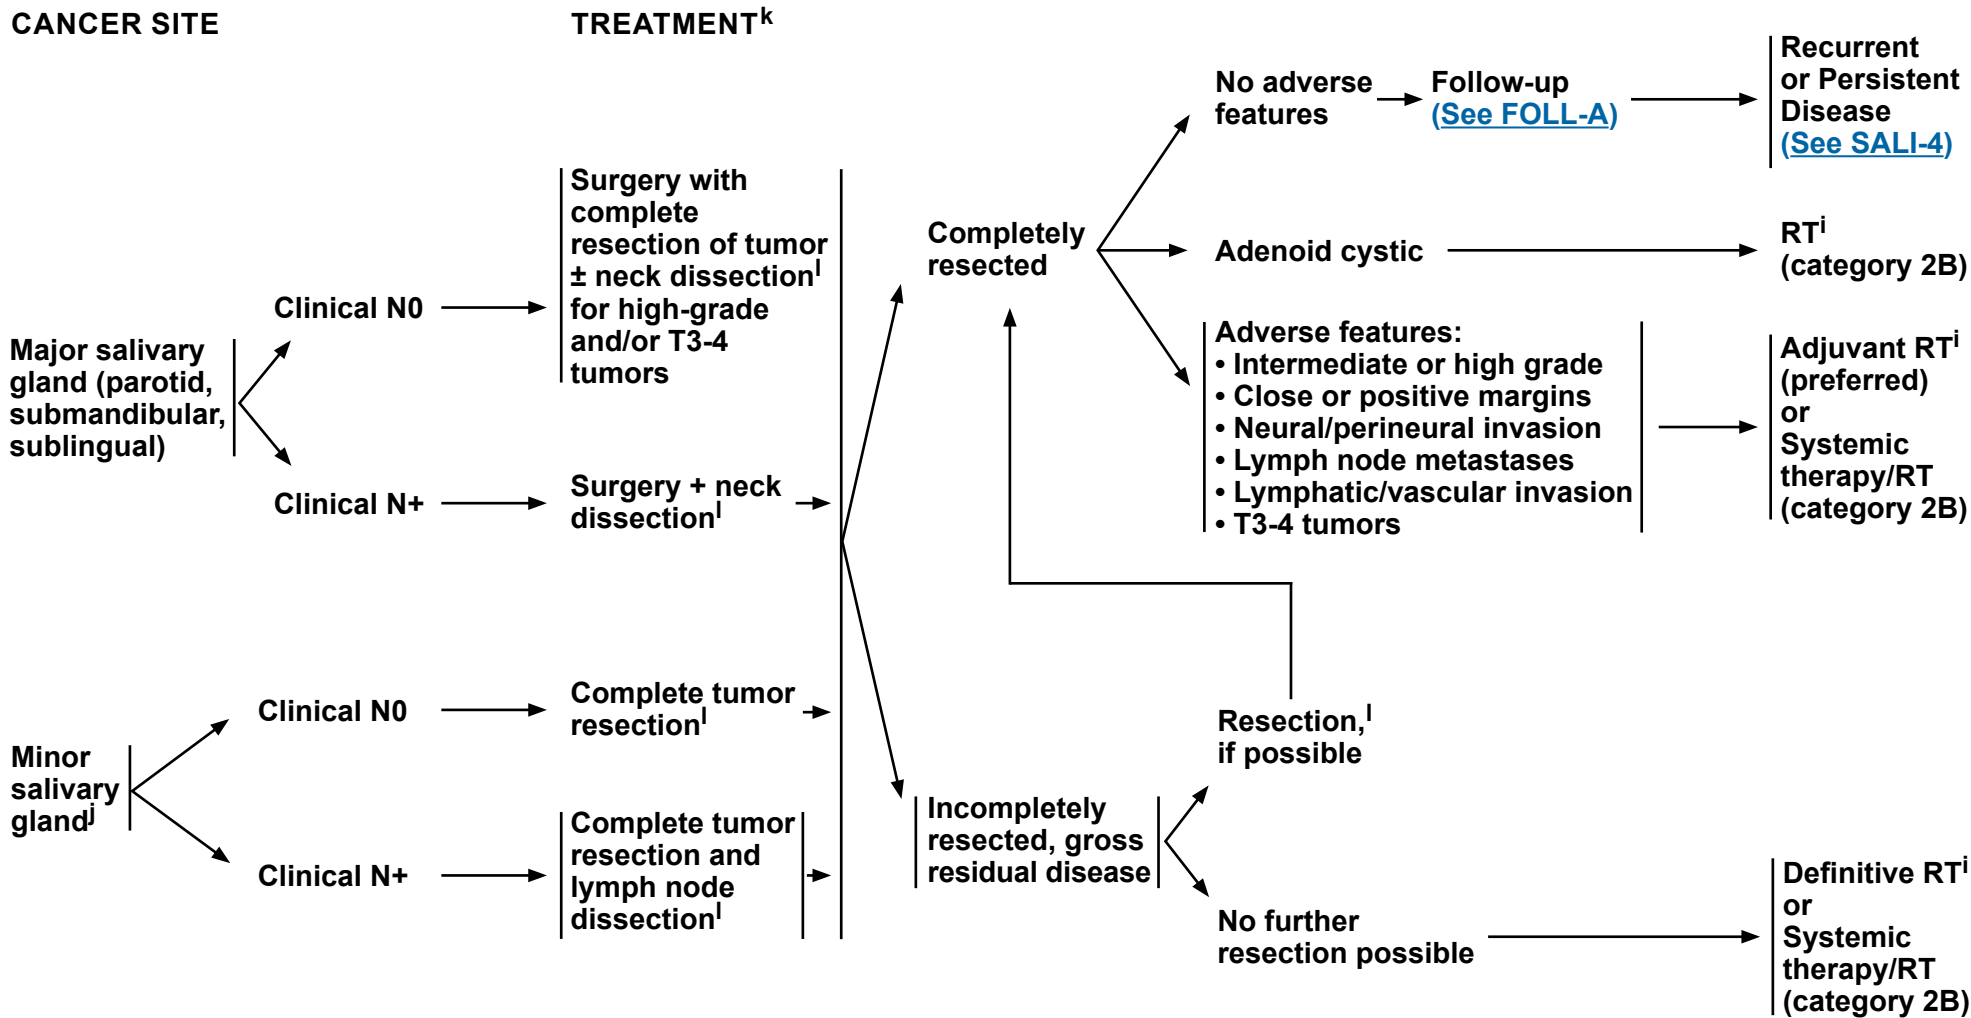 CANCER SITE
TREATMENTk
Major salivary
gland (parotid,
submandibular,
sublingual)
Clinical N0
Surgery with
complete
resection of tumor
± neck dissectionl
for high-grade
and/or T3-4
tumors
Clinical N+
Surgery + neck
dissectionl
Minor
salivary
glandj
Clinical N0
Complete tumor
resectionl
Clinical N+
Complete tumor
resection and
lymph node
dissectionl
Completely
resected
No adverse
features
Follow-up
(See FOLL-A)
Recurrent
or Persistent
Disease
(See SALI-4)
Adenoid cystic
RTi
(category 2B)
Adverse features:
• Intermediate or high grade
• Close or positive margins
• Neural/perineural invasion
• Lymph node metastases
• Lymphatic/vascular invasion
• T3-4 tumors
Adjuvant RTi
(preferred)
or
Systemic
therapy/RT
(category 2B)
Incompletely
resected, gross
residual disease
Resection,l
if possible
No further
resection possible
Definitive RTi
or
Systemic
therapy/RT
(category 2B)